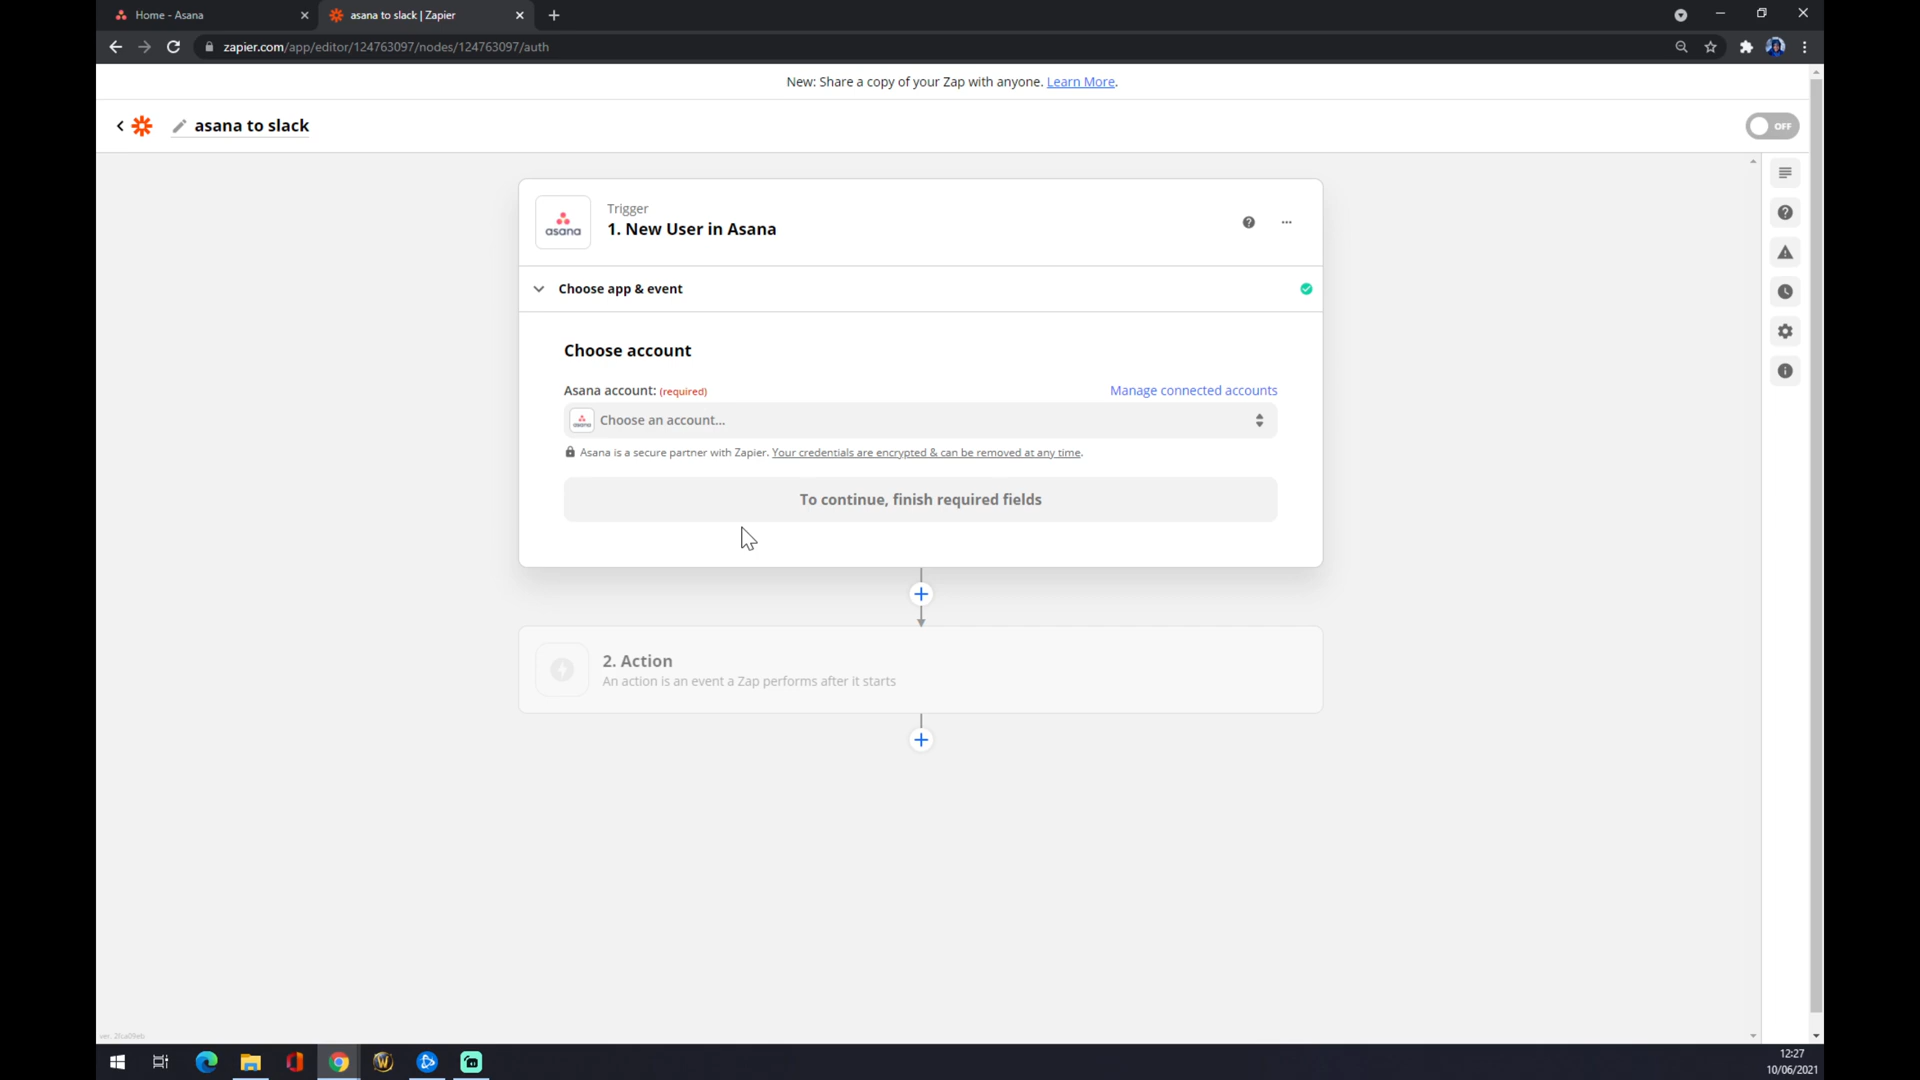 Home - Asana
asana to slack | Zapier
zapier.com/app/editor/124763097/nodes/124763097/auth
New: Share a copy of your Zap with anyone. Learn More.
asana to slack
OFF
asana
Trigger
1. New User in Asana
Choose app & event
Choose account
Asana account: (required)
Manage connected accounts
asana
Choose an account...
Asana is a secure partner with Zapier. Your credentials are encrypted & can be removed at any time.
To continue, finish required fields
2. Action
An action is an event a Zap performs after it starts
12:27
10/06/2021